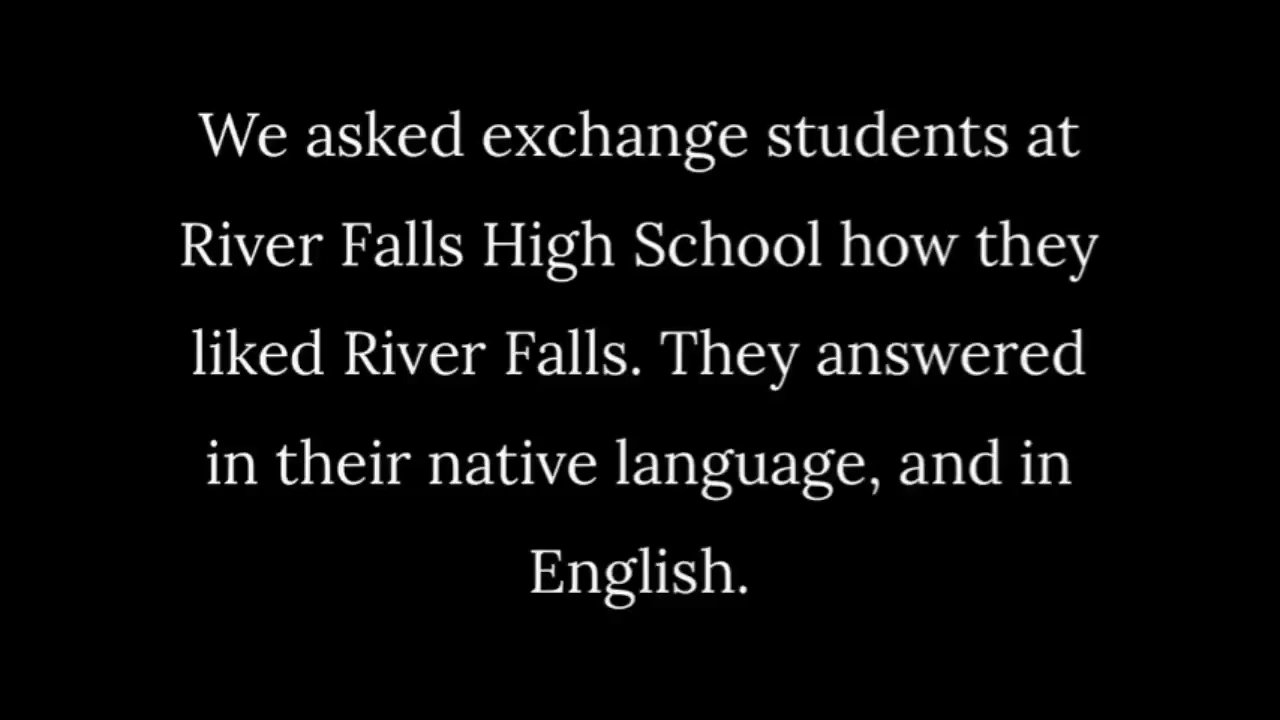 We asked exchange students at
River Falls High School how they
liked River Falls. They answered
in their native language, and in
English.